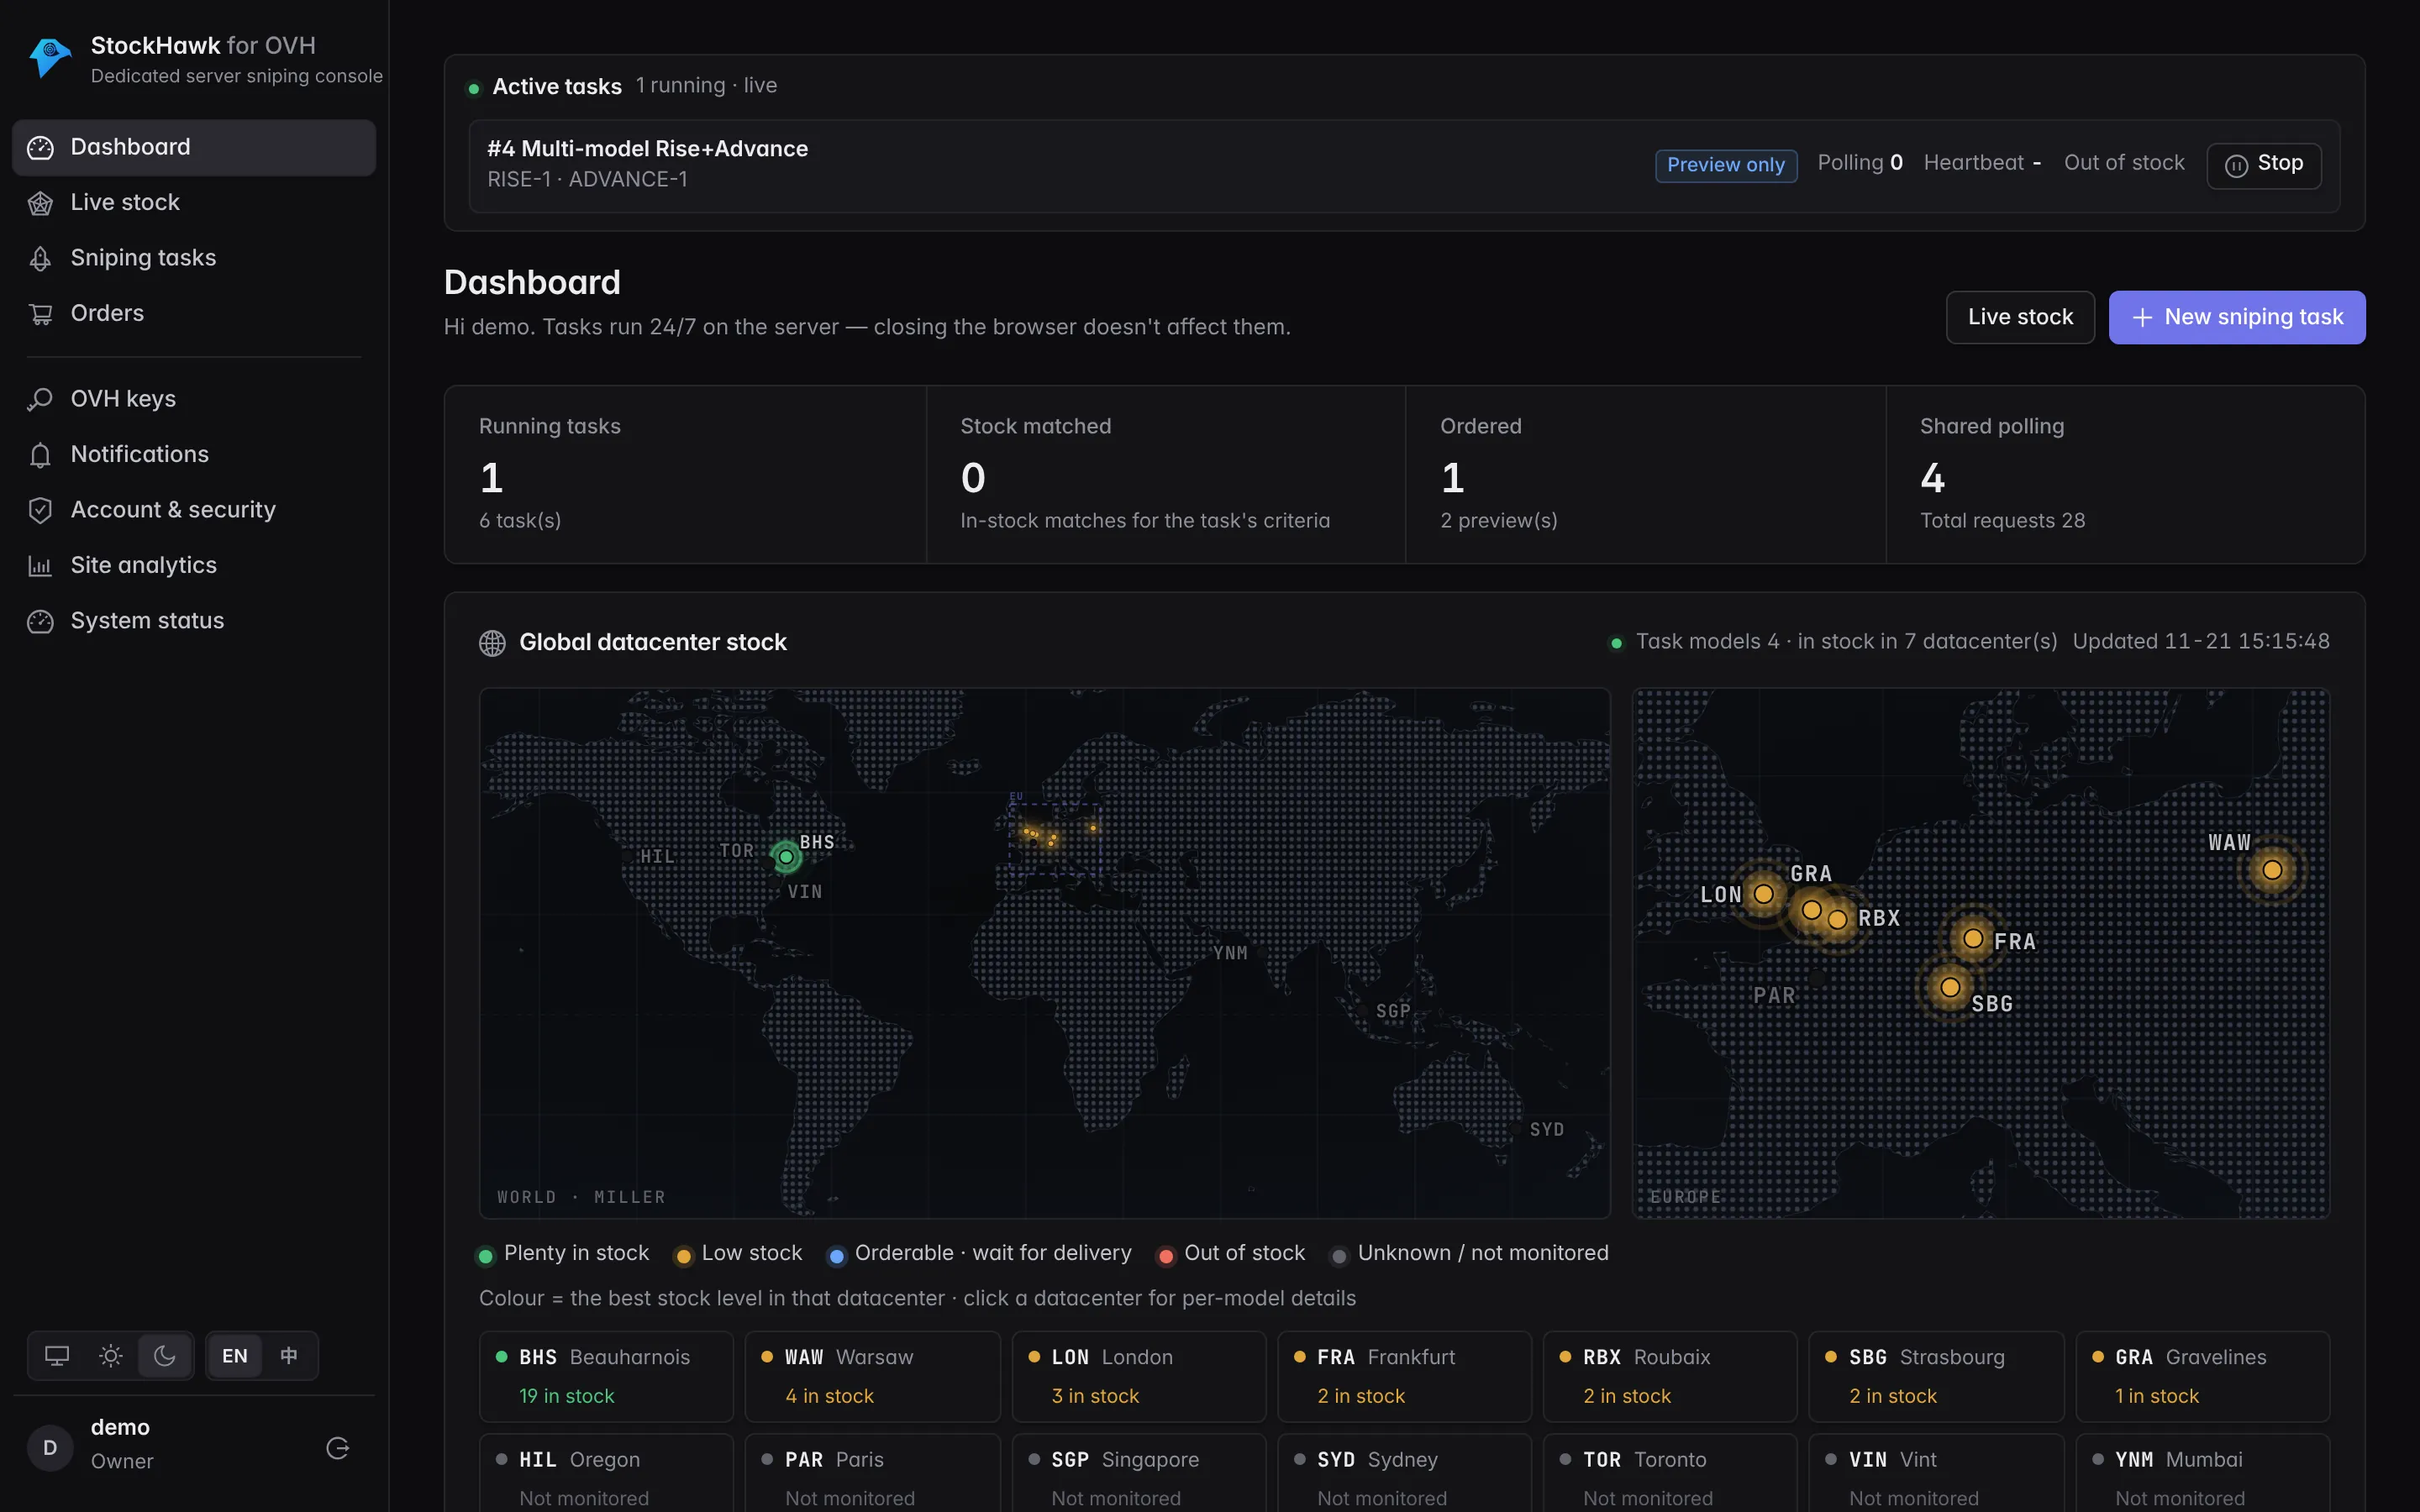 StockHawk for OVH
Dedicated server sniping console
Dashboard
Live stock
Sniping tasks
Orders
OVH keys
Notifications
Account & security
Site analytics
System status
EN 中
D
demo
Owner
Active tasks 1 running · live
#4 Multi-model Rise+Advance
RISE-1 · ADVANCE-1
Preview only Polling 0 Heartbeat - Out of stock Stop
Dashboard
Hi demo. Tasks run 24/7 on the server — closing the browser doesn't affect them.
Live stock
+ New sniping task
Running tasks
1
6 task(s)
Stock matched
0
In-stock matches for the task's criteria
Ordered
1
2 preview(s)
Shared polling
4
Total requests 28
Global datacenter stock
Task models 4 · in stock in 7 datacenter(s) Updated 11-21 15:15:48
EU
HIL
TOR
BHS
VIN
YNM
SGP
SYD
WORLD · MILLER
WAW
GRA
LON
RBX
FRA
PAR
SBG
EUROPE
Plenty in stock Low stock Orderable · wait for delivery Out of stock Unknown / not monitored
Colour = the best stock level in that datacenter · click a datacenter for per-model details
BHS Beauharnois
19 in stock
WAW Warsaw
4 in stock
LON London
3 in stock
FRA Frankfurt
2 in stock
RBX Roubaix
2 in stock
SBG Strasbourg
2 in stock
GRA Gravelines
1 in stock
HIL Oregon
Not monitored
PAR Paris
Not monitored
SGP Singapore
Not monitored
SYD Sydney
Not monitored
TOR Toronto
Not monitored
VIN Vint
Not monitored
YNM Mumbai
Not monitored